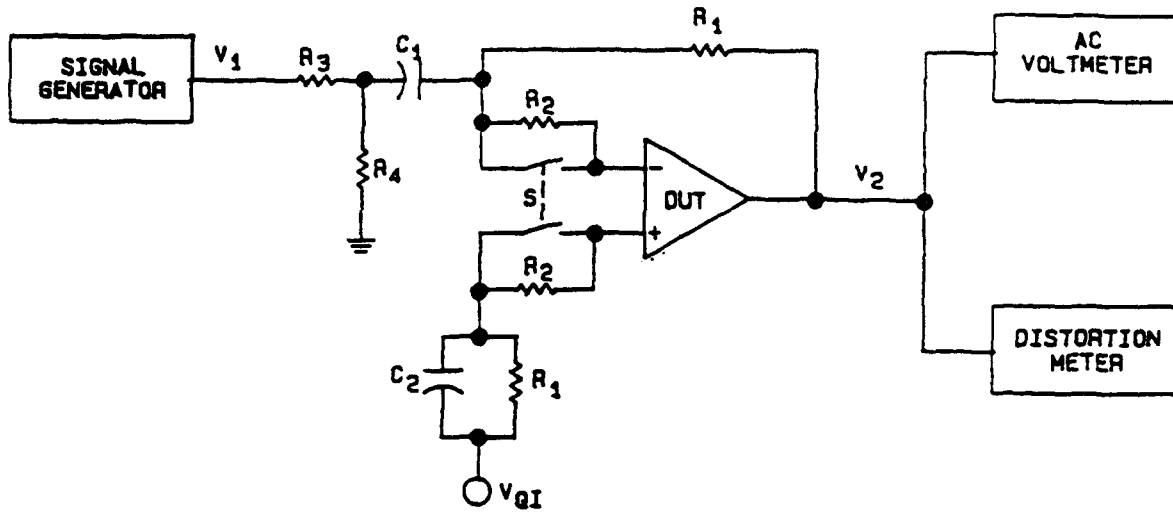 SIGNAL
GENERATOR
V1
R3
C1
R1
AC
VOLTMETER
R2
R4
S
-
DUT
+
V2
R2
C2
R1
DISTORTION
METER
VQI